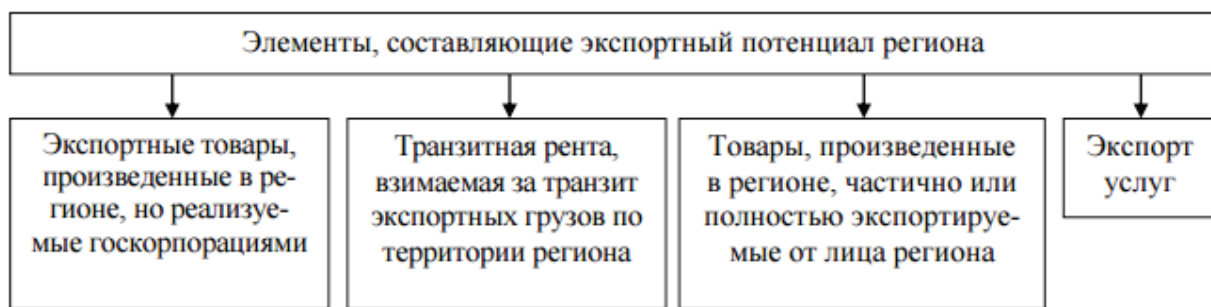 Элементы, составляющие экспортный потенциал региона
Экспортные товары,
произведенные в ре-
гионе, но реализуе-
мые госкорпорациями
Транзитная рента,
взимаемая за транзит
экспортных грузов по
территории региона
Товары, произведенные
в регионе, частично или
полностью экспортируе-
мые от лица региона
Экспорт
услуг